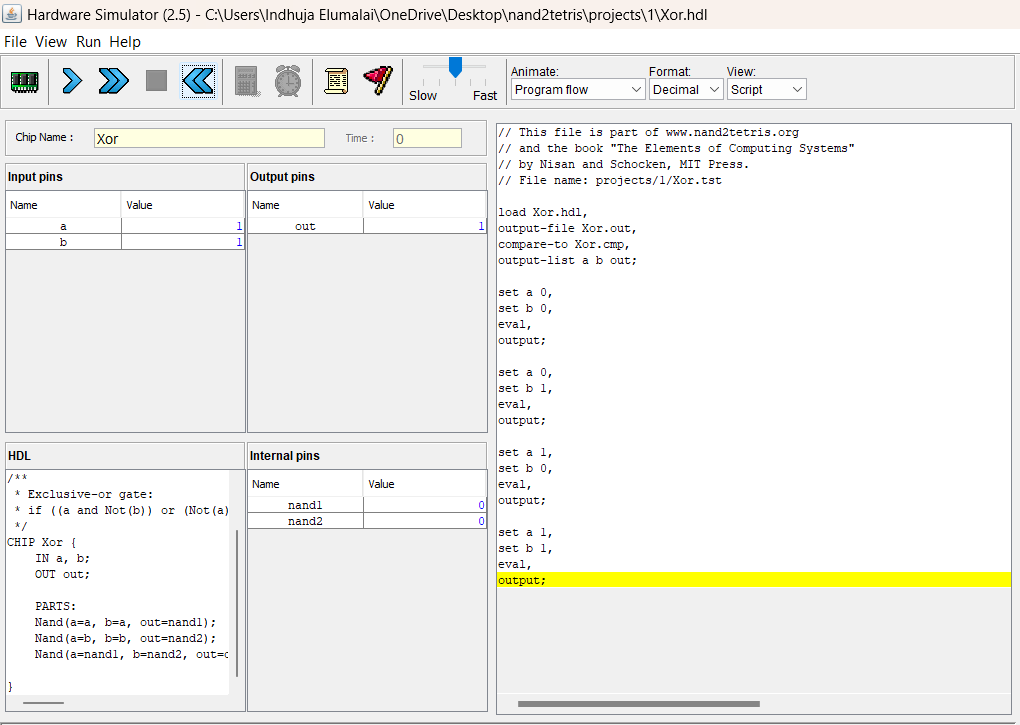 Hardware Simulator (2.5) - C:\Users\Indhuja Elumalai\OneDrive\Desktop\nand2tetris\projects\1\Xor.hdl
File View Run Help
Slow Fast
Animate: Format: View:
Program flow Decimal Script
Chip Name : Xor Time : 0
Input pins
Name Value
a 1
b 1
Output pins
Name Value
out 1
HDL
/**
* Exclusive-or gate:
* if ((a and Not(b)) or (Not(a)
*/
CHIP Xor {
IN a, b;
OUT out;
PARTS:
Nand(a=a, b=a, out=nand1);
Nand(a=b, b=b, out=nand2);
Nand(a=nand1, b=nand2, out=o
}
Internal pins
Name Value
nand1 0
nand2 0
// This file is part of www.nand2tetris.org
// and the book "The Elements of Computing Systems"
// by Nisan and Schocken, MIT Press.
// File name: projects/1/Xor.tst
load Xor.hdl,
output-file Xor.out,
compare-to Xor.cmp,
output-list a b out;
set a 0,
set b 0,
eval,
output;
set a 0,
set b 1,
eval,
output;
set a 1,
set b 0,
eval,
output;
set a 1,
set b 1,
eval,
output;